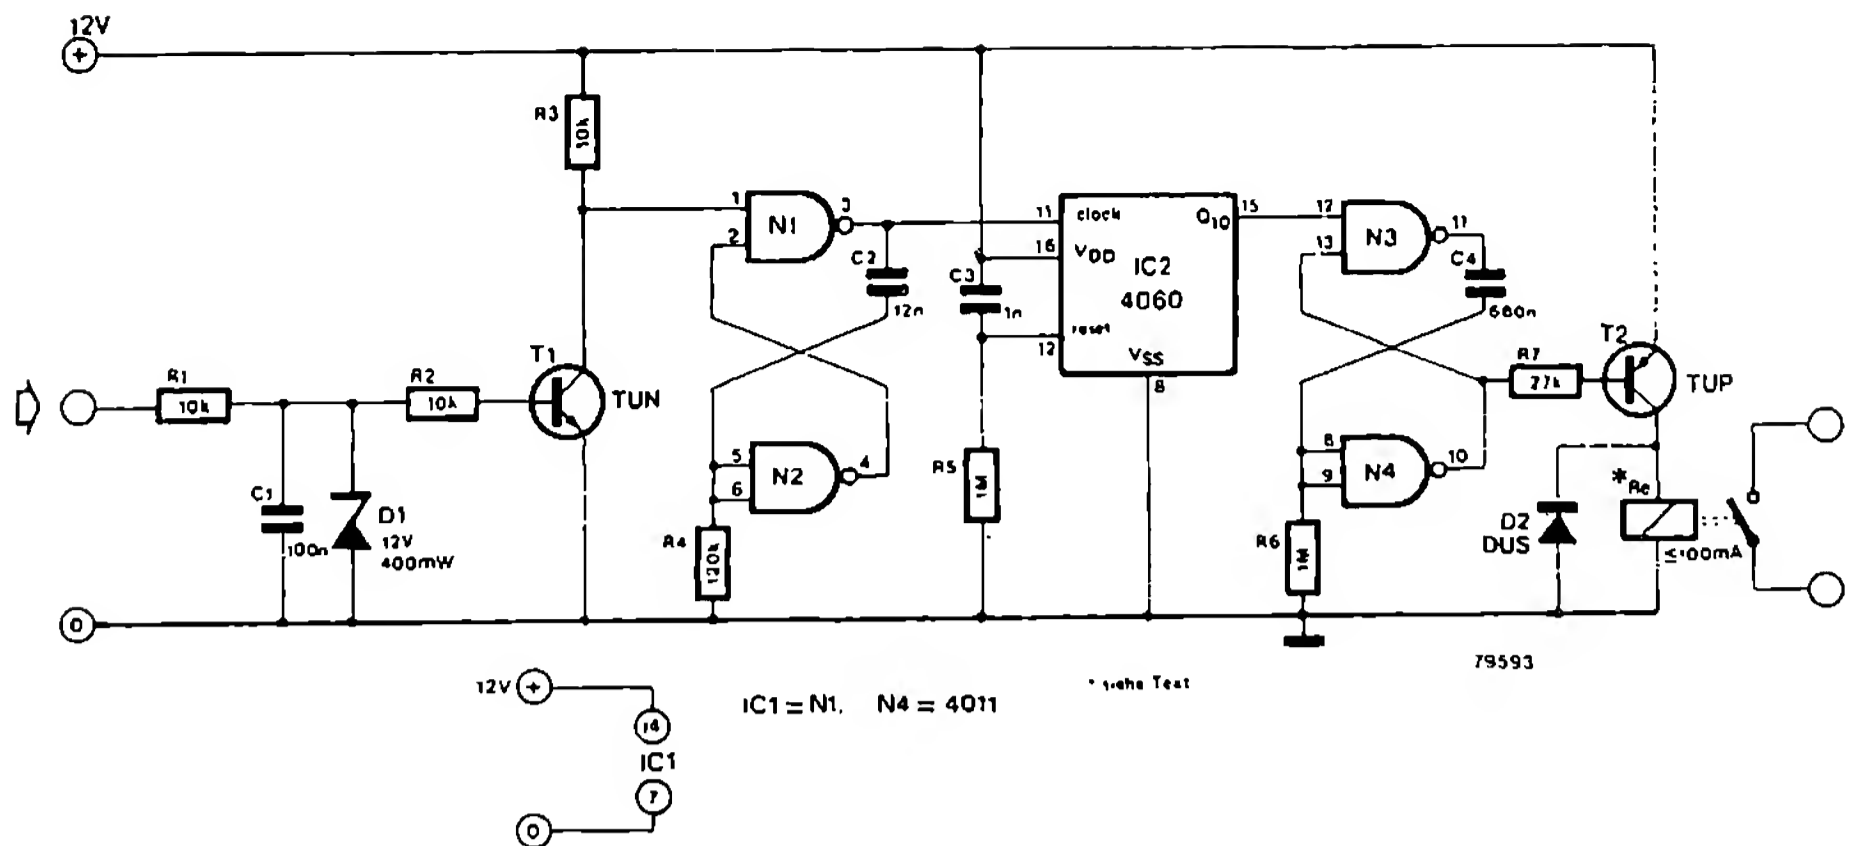 12V
+
R3
10k
1
2
N1
3
C2
12n
C3
1n
11
clock
16
VDD
reset
12
IC2
4060
VSS
8
Q10
15
12
13
N3
11
C4
680n
R1
10k
R2
10k
T1
TUN
C1
100n
D1
12V
400mW
5
6
N2
4
R4
120k
R5
1M
8
9
N4
10
R6
1M
R7
27k
T2
TUP
D2
DUS
*Re
≤100mA
0
79593
12V
+
14
IC1
7
0
IC1 = N1. N4 = 4011
* siehe Text